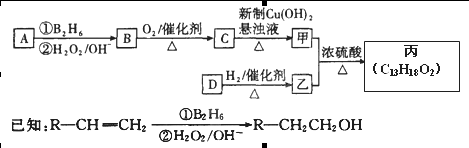 A ①B₂H₆ ②H₂O₂/OH⁻ B O₂/催化剂 △ C 新制Cu(OH)₂ 悬浊液 △ 甲
D H₂/催化剂 △ 乙 浓硫酸 △ 丙 (C₁₃H₁₈O₂)
已知:R—CH═CH₂ ①B₂H₆ ②H₂O₂/OH⁻ R—CH₂CH₂OH